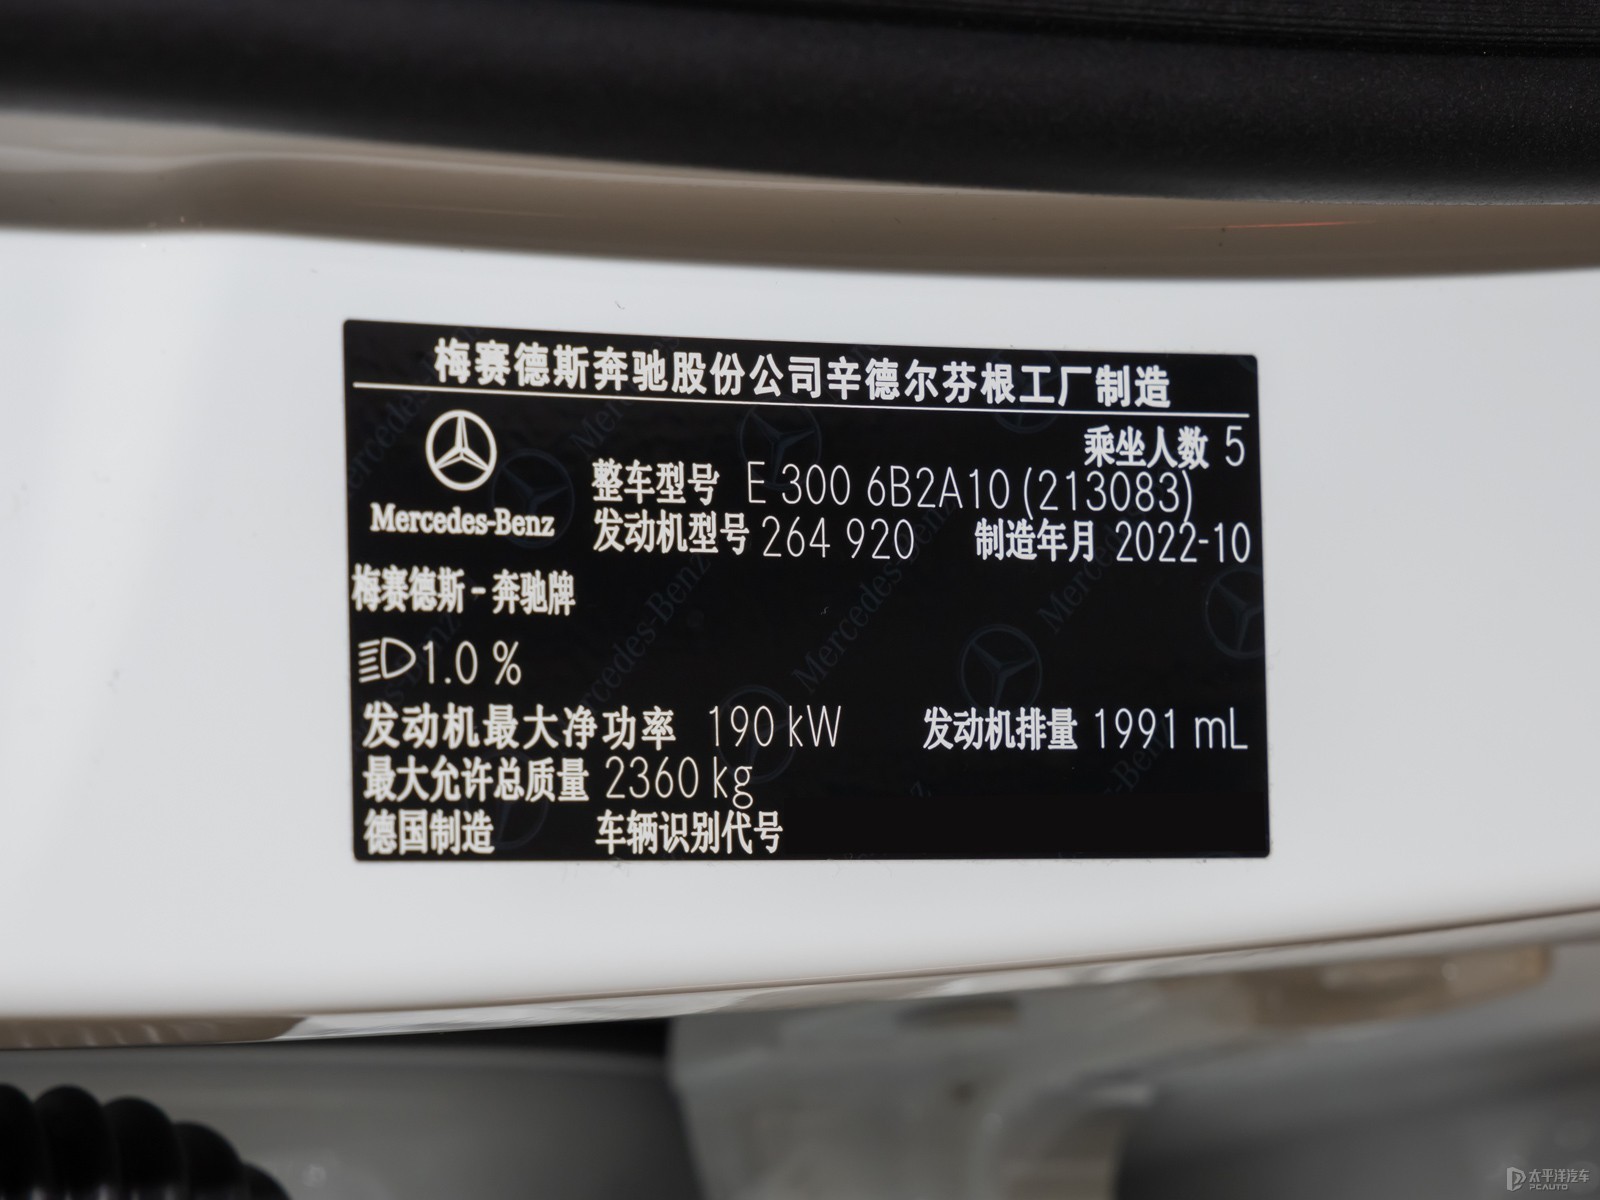 梅赛德斯奔驰股份公司辛德尔芬根工厂制造
乘坐人数 5
整车型号 E 300 6B2A10 (213083)
Mercedes-Benz
发动机型号 264 920 制造年月 2022-10
梅赛德斯-奔驰牌
1.0 %
发动机最大净功率 190 kW 发动机排量 1991 mL
最大允许总质量 2360 kg
德国制造 车辆识别代号
太平洋汽车
PCAUTO